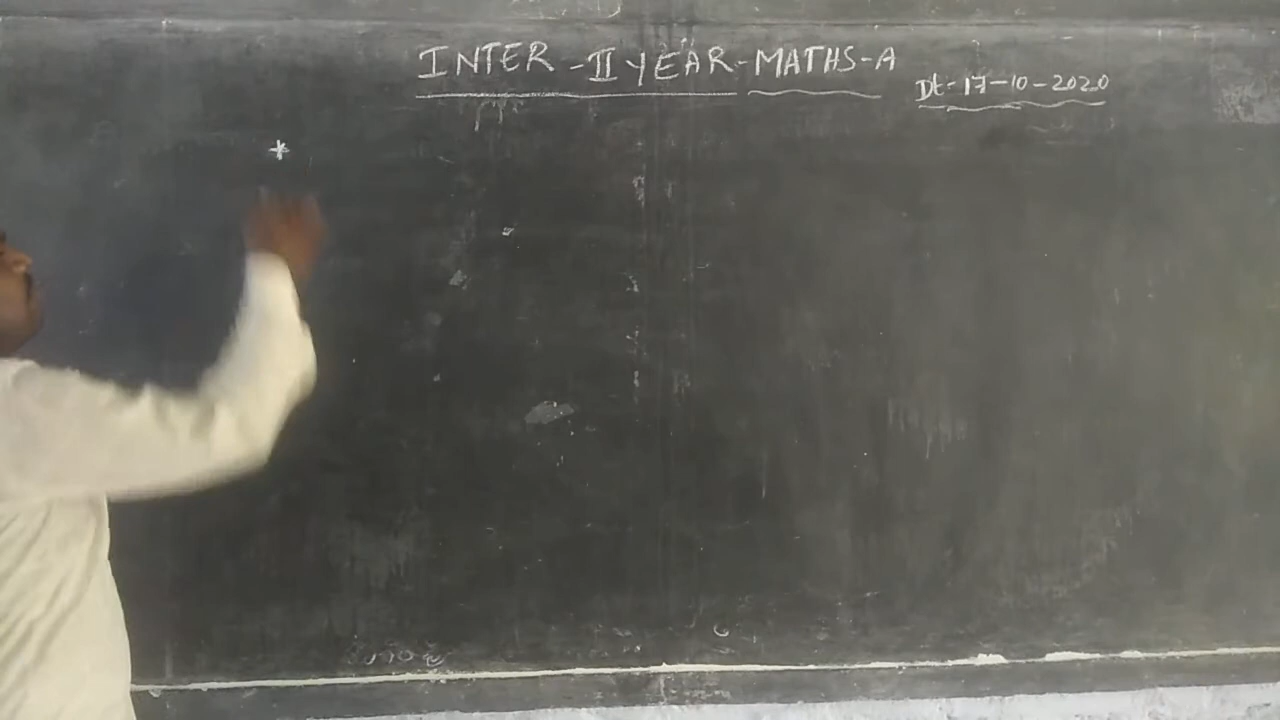 INTER - II YEAR - MATHS - A
Dt:- 17-10-2020
*